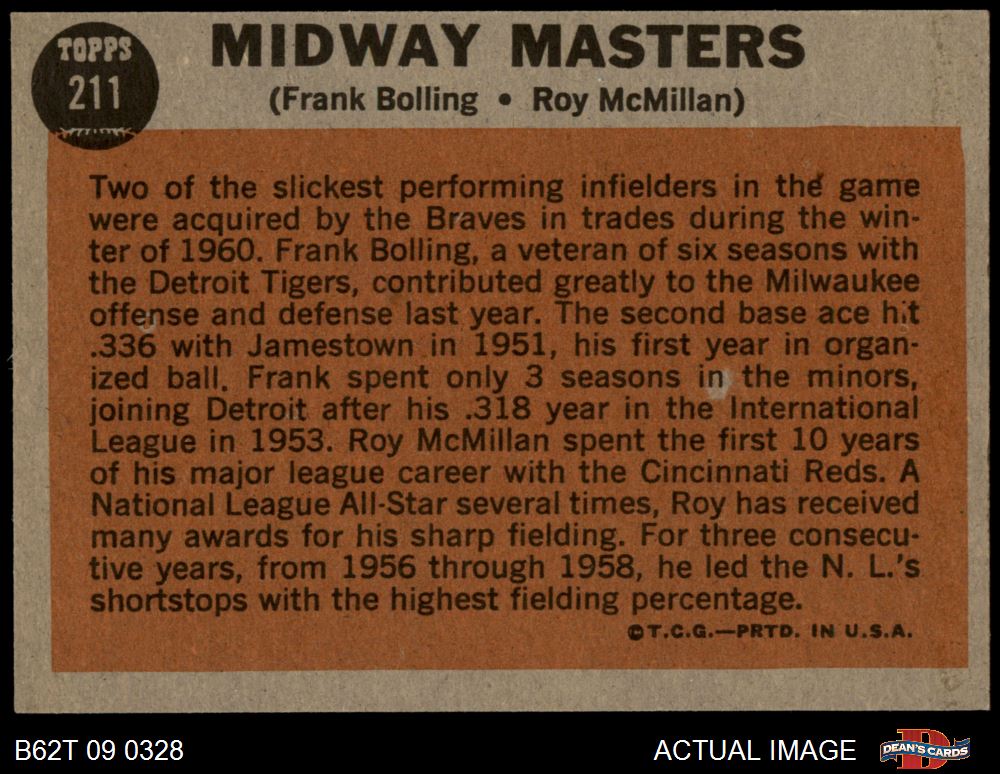 TOPPS
211
MIDWAY MASTERS
(Frank Bolling • Roy McMillan)
Two of the slickest performing infielders in the game
were acquired by the Braves in trades during the win-
ter of 1960. Frank Bolling, a veteran of six seasons with
the Detroit Tigers, contributed greatly to the Milwaukee
offense and defense last year. The second base ace hit
.336 with Jamestown in 1951, his first year in organ-
ized ball. Frank spent only 3 seasons in the minors,
joining Detroit after his .318 year in the International
League in 1953. Roy McMillan spent the first 10 years
of his major league career with the Cincinnati Reds. A
National League All-Star several times, Roy has received
many awards for his sharp fielding. For three consecu-
tive years, from 1956 through 1958, he led the N. L.'s
shortstops with the highest fielding percentage.
©T.C.G.—PRTD. IN U.S.A.
B62T 09 0328
ACTUAL IMAGE
DEAN'S CARDS